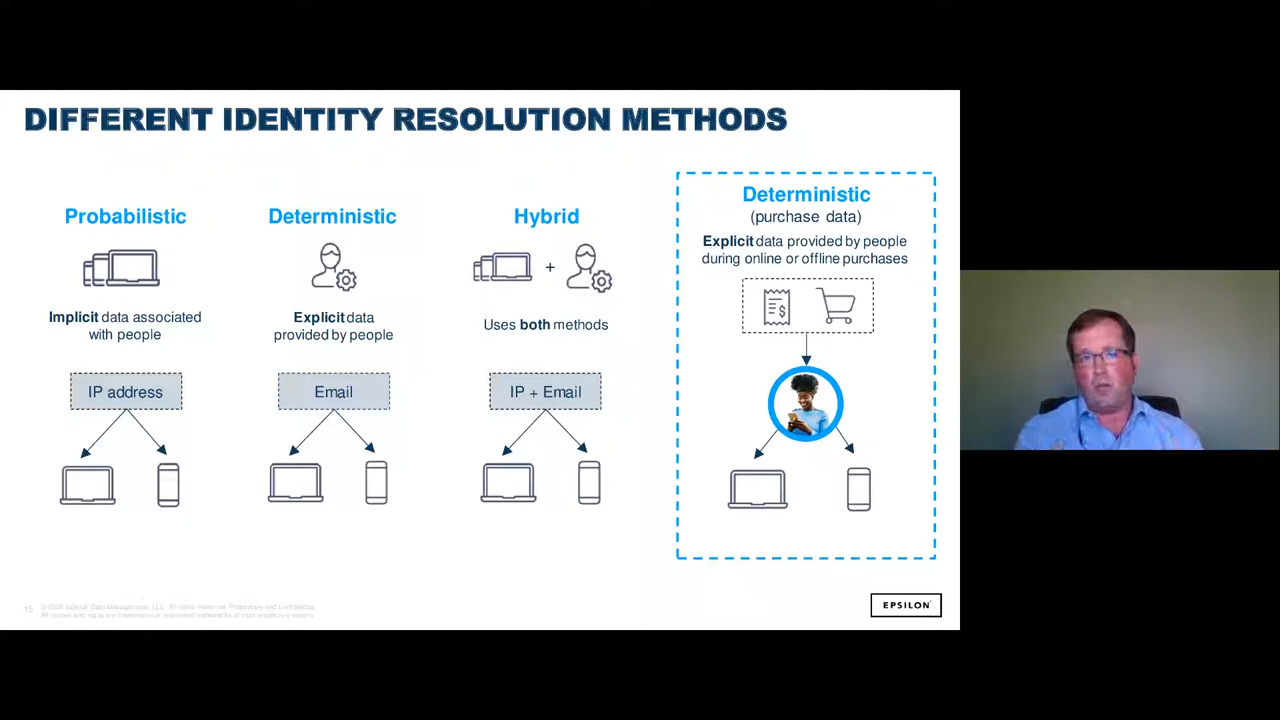 DIFFERENT IDENTITY RESOLUTION METHODS
Probabilistic
Implicit data associated
with people
IP address
Deterministic
Explicit data
provided by people
Email
Hybrid
+
Uses both methods
IP + Email
Deterministic
(purchase data)
Explicit data provided by people
during online or offline purchases
$
15
EPSILON